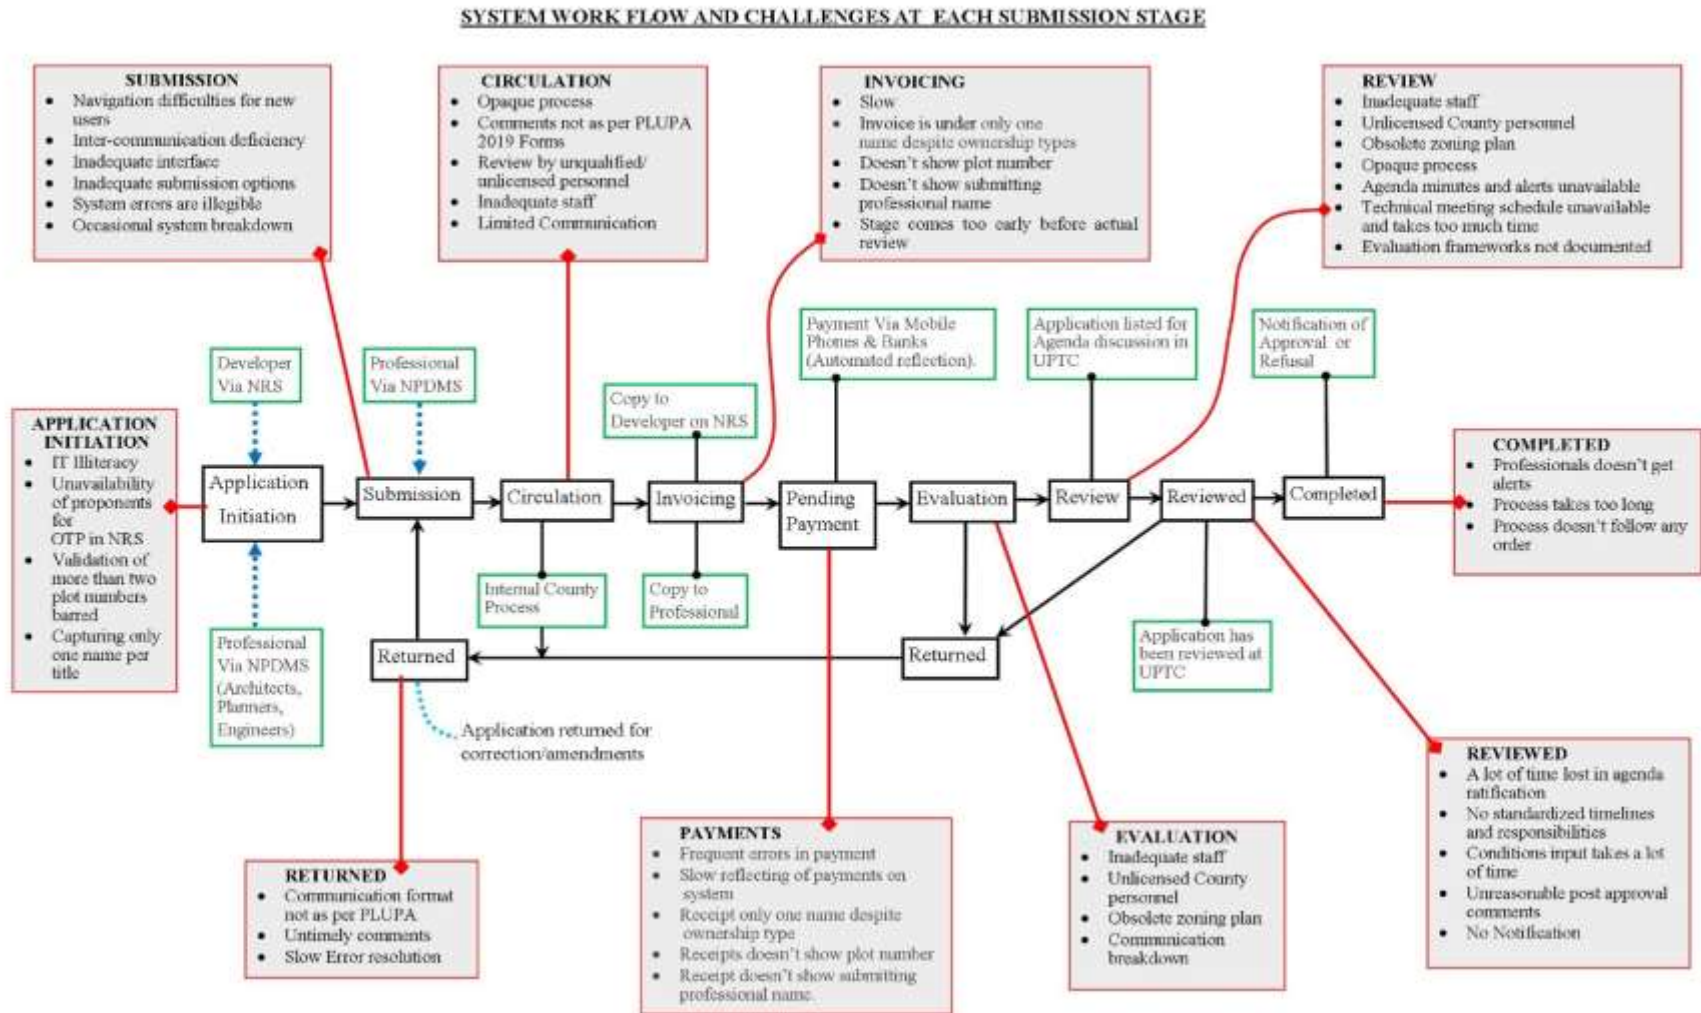 SYSTEM WORK FLOW AND CHALLENGES AT EACH SUBMISSION STAGE
SUBMISSION
• Navigation difficulties for new
users
• Inter-communication deficiency
• Inadequate interface
• Inadequate submission options
• System errors are illegible
• Occasional system breakdown
CIRCULATION
• Opaque process
• Comments not as per PLUPA
2019 Forms
• Review by unqualified/
unlicensed personnel
• Inadequate staff
• Limited Communication
INVOICING
• Slow
• Invoice is under only one
name despite ownership types
• Doesn't show plot number
• Doesn't show submitting
professional name
• Stage comes too early before actual
review
REVIEW
• Inadequate staff
• Unlicensed County personnel
• Obsolete zoning plan
• Opaque process
• Agenda minutes and alerts unavailable
• Technical meeting schedule unavailable
and takes too much time
• Evaluation frameworks not documented
Developer
Via NRS
Professional
Via NPDMS
Copy to
Developer on NRS
Payment Via Mobile
Phones & Banks
(Automated reflection).
Application listed for
Agenda discussion in
UPTC
Notification of
Approval or
Refusal
APPLICATION
INITIATION
• IT Illiteracy
• Unavailability
of proponents
for
OTP in NRS
• Validation of
more than two
plot numbers
barred
• Capturing only
one name per
title
Application
Initiation
Submission
Circulation
Invoicing
Pending
Payment
Evaluation
Review
Reviewed
Completed
COMPLETED
• Professionals doesn't get
alerts
• Process takes too long
• Process doesn't follow any
order
Professional
Via NPDMS
(Architects,
Planners,
Engineers)
Internal County
Process
Copy to
Professional
Returned
Returned
Application has
been reviewed at
UPTC
Application returned for
correction/amendments
RETURNED
• Communication format
not as per PLUPA
• Untimely comments
• Slow Error resolution
PAYMENTS
• Frequent errors in payment
• Slow reflecting of payments on
system
• Receipt only one name despite
ownership type
• Receipts doesn't show plot number
• Receipt doesn't show submitting
professional name.
EVALUATION
• Inadequate staff
• Unlicensed County
personnel
• Obsolete zoning plan
• Communication
breakdown
REVIEWED
• A lot of time lost in agenda
ratification
• No standardized timelines
and responsibilities
• Conditions input takes a lot
of time
• Unreasonable post approval
comments
• No Notification